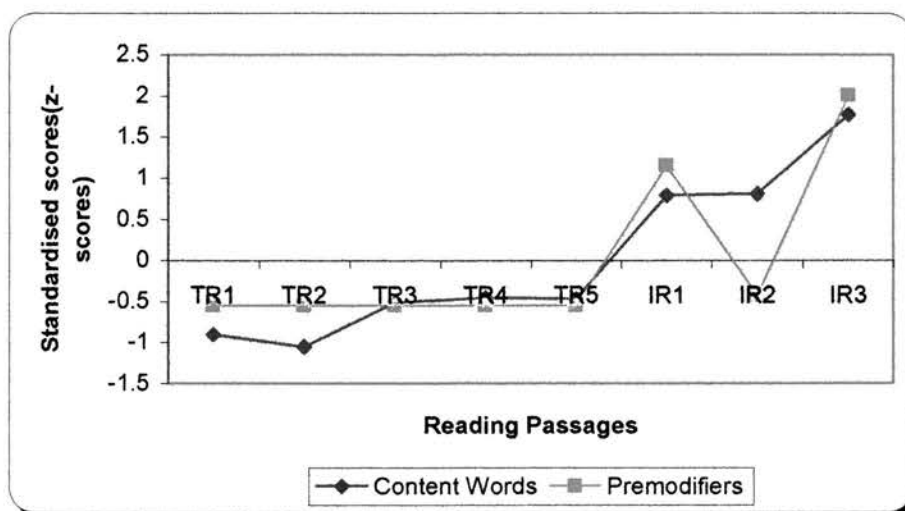 2.5
2
1.5
1
0.5
0
-0.5
-1
-1.5
Standardised scores(z-
scores)
TR1 TR2 TR3 TR4 TR5 IR1 IR2 IR3
Reading Passages
Content Words Premodifiers